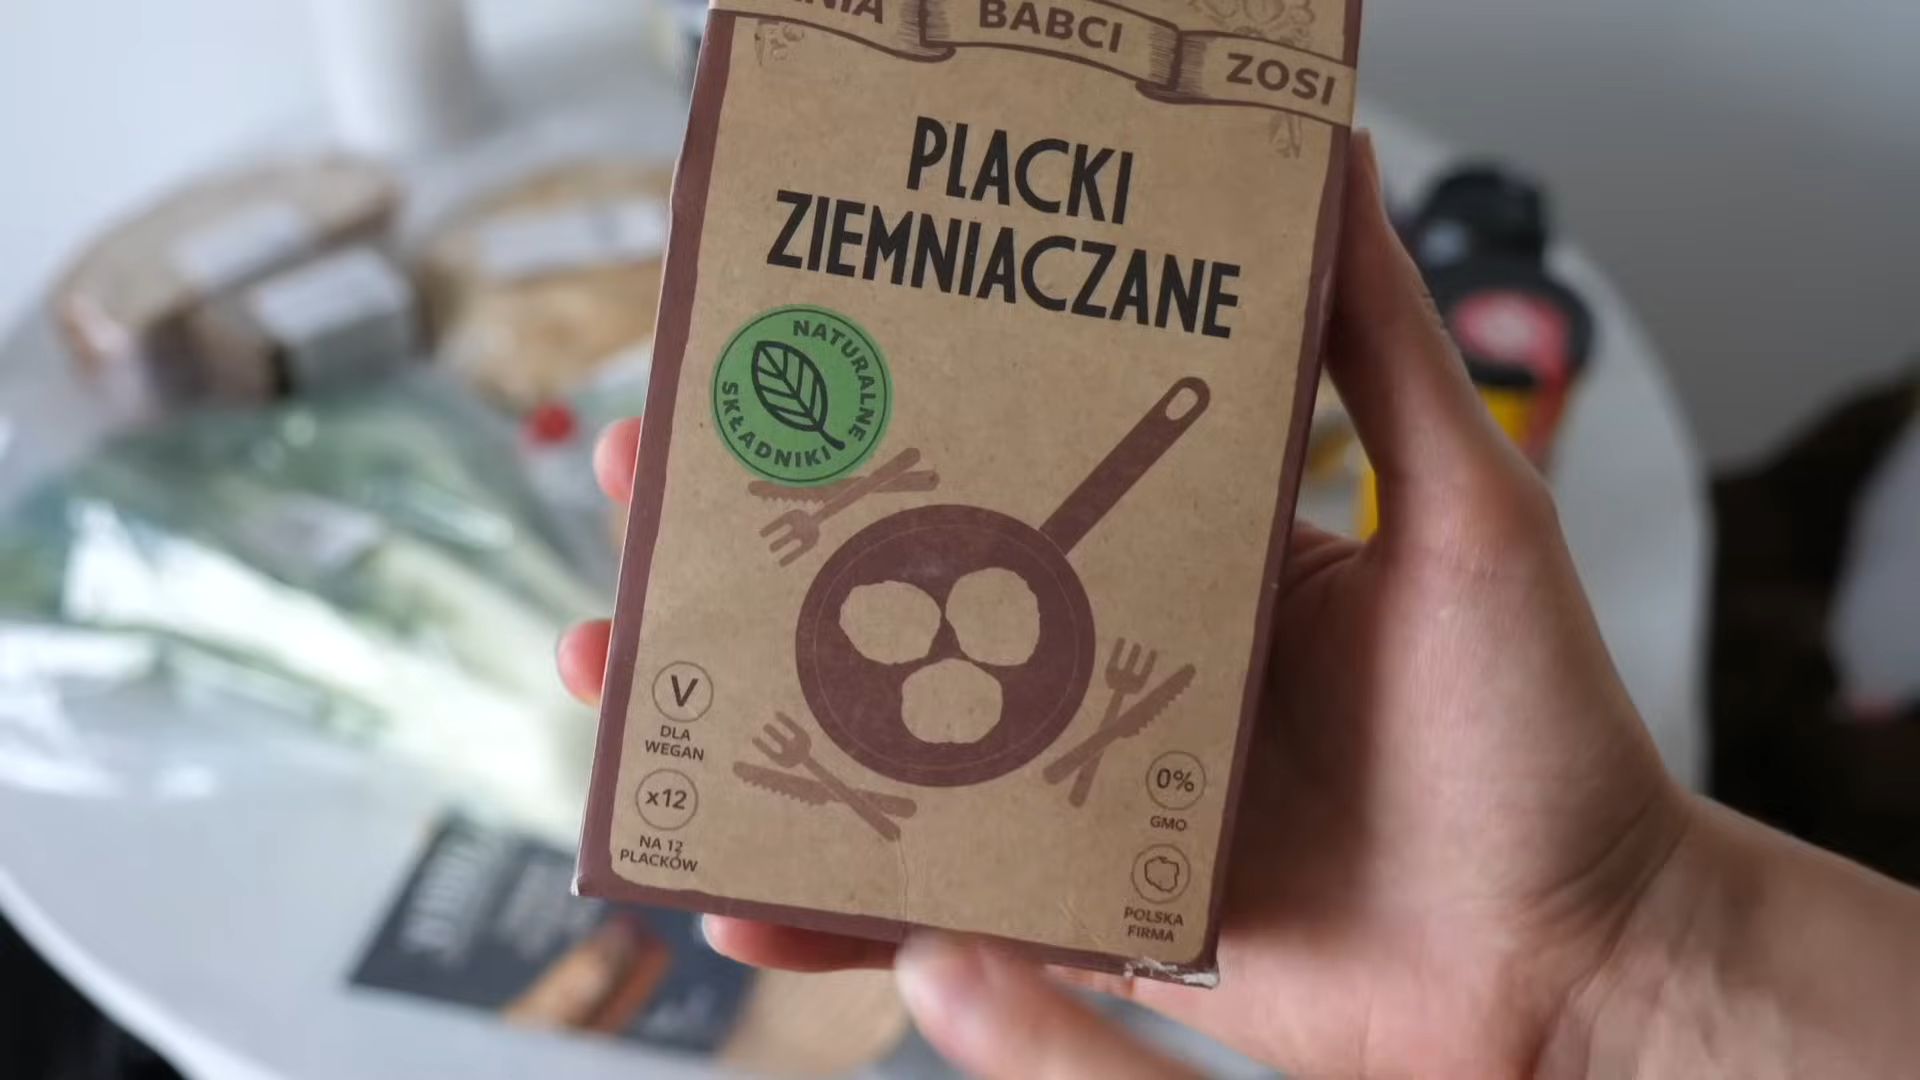 BABCI
ZOSI
PLACKI
ZIEMNIACZANE
NATURALNE
SKŁADNIKI
V
DLA
WEGAN
x12
NA 12
PLACKÓW
0%
GMO
POLSKA
FIRMA